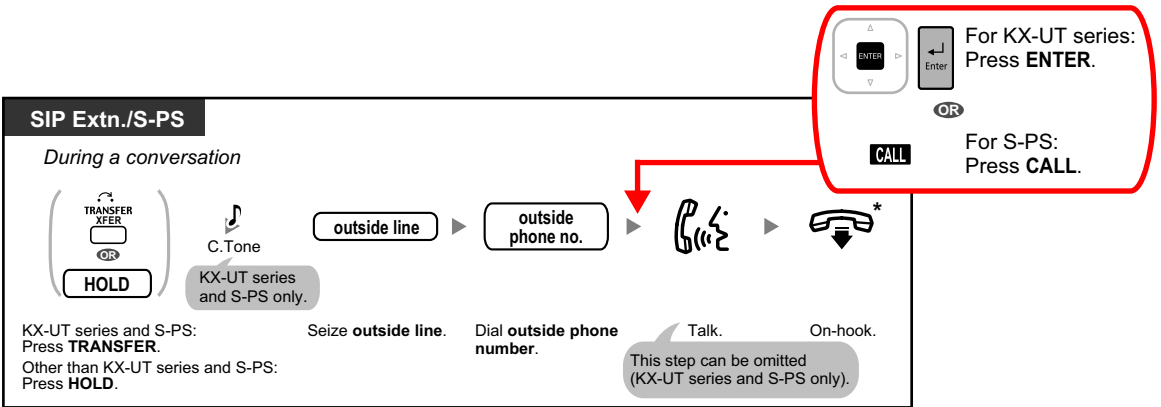 ENTER
Enter
For KX-UT series:
Press ENTER.
OR
CALL
For S-PS:
Press CALL.
SIP Extn./S-PS
During a conversation
TRANSFER
XFER
OR
HOLD
C.Tone
KX-UT series
and S-PS only.
outside line
outside
phone no.
*
KX-UT series and S-PS:
Press TRANSFER.
Other than KX-UT series and S-PS:
Press HOLD.
Seize outside line.
Dial outside phone
number.
Talk.
This step can be omitted
(KX-UT series and S-PS only).
On-hook.